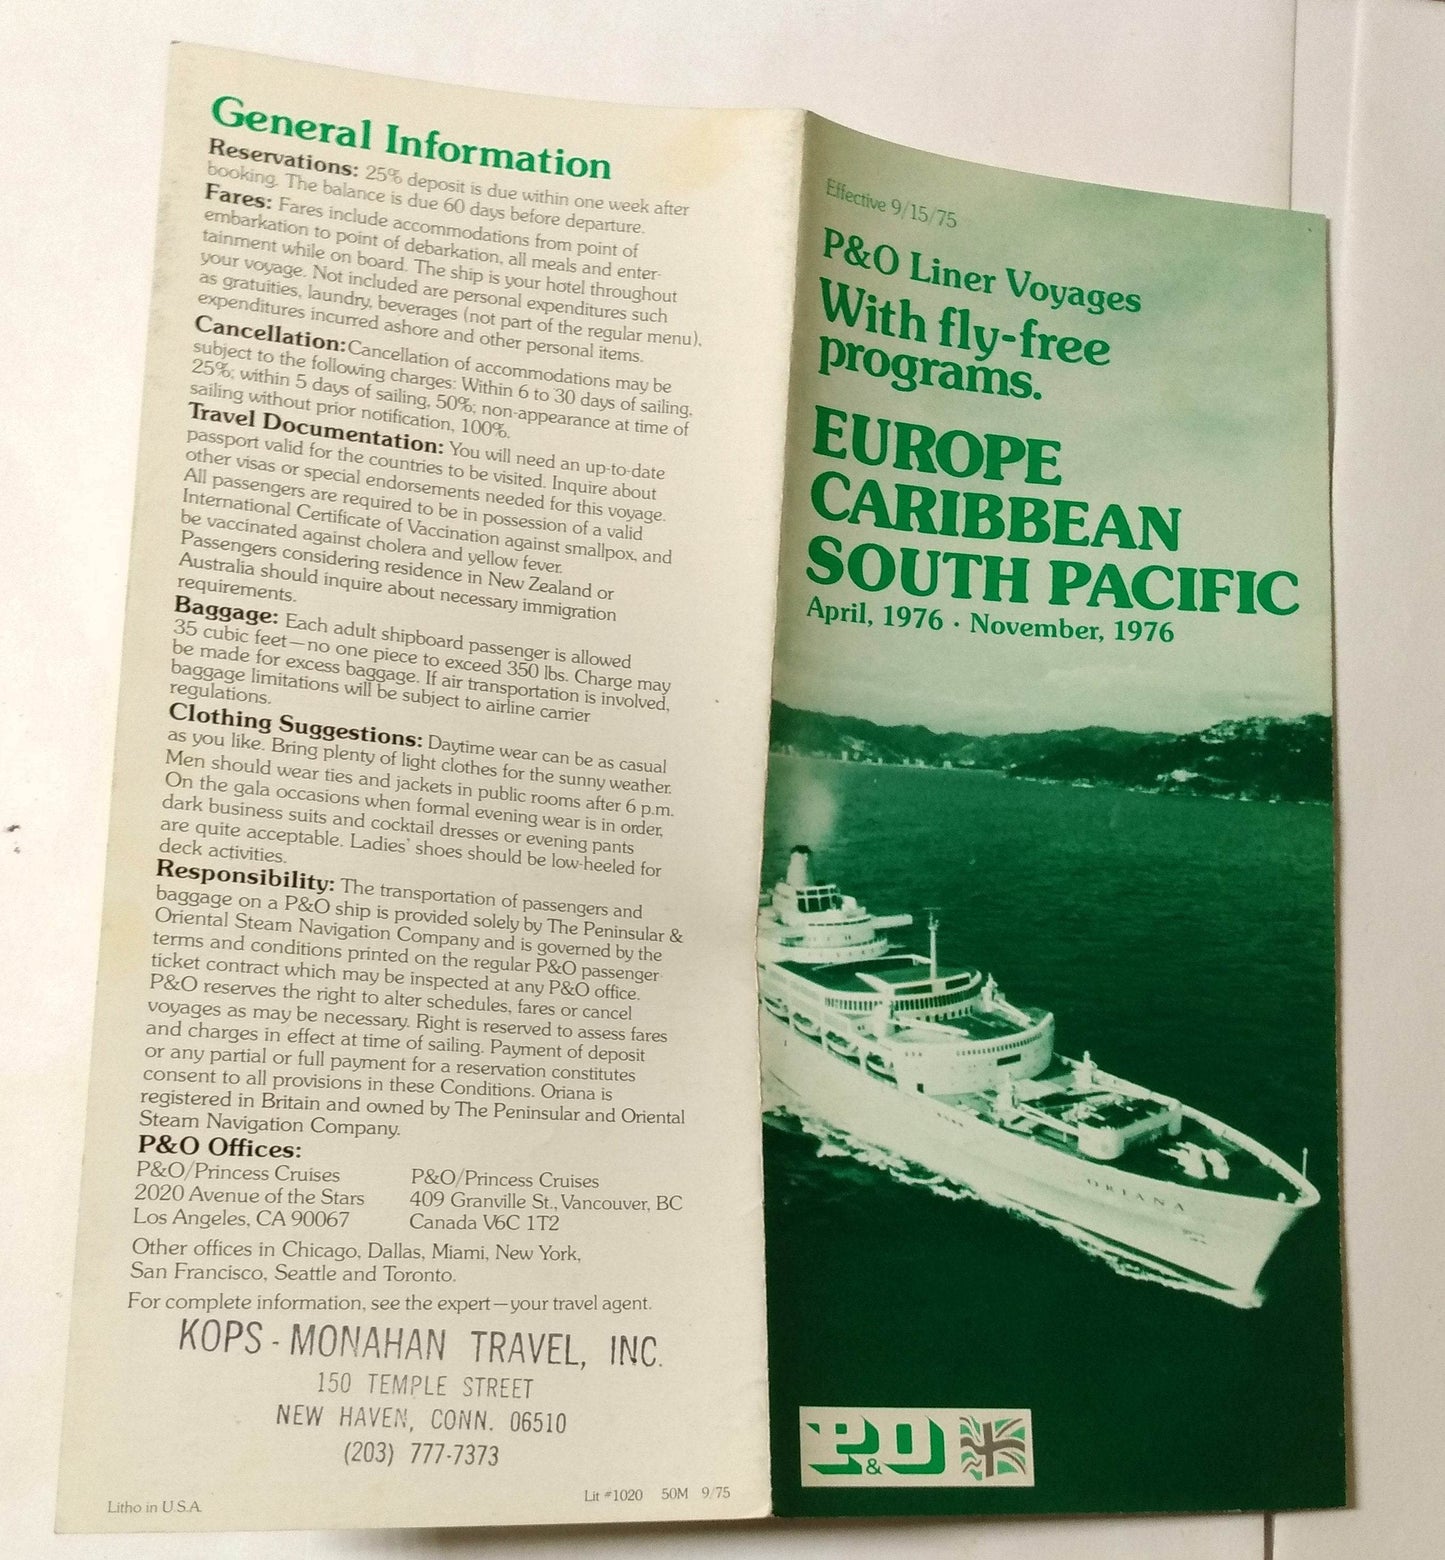 General Information
Reservations: 25% deposit is due within one week after
booking. The balance is due 60 days before departure.
Fares: Fares include accommodations from point of
embarkation to point of debarkation, all meals and enter-
tainment while on board. The ship is your hotel throughout
your voyage. Not included are personal expenditures such
as gratuities, laundry, beverages (not part of the regular menu),
expenditures incurred ashore and other personal items.
Cancellation: Cancellation of accommodations may be
subject to the following charges: Within 6 to 30 days of sailing,
25%; within 5 days of sailing, 50%; non-appearance at time of
sailing without prior notification, 100%.
Travel Documentation: You will need an up-to-date
passport valid for the countries to be visited. Inquire about
other visas or special endorsements needed for this voyage.
All passengers are required to be in possession of a valid
International Certificate of Vaccination against smallpox, and
be vaccinated against cholera and yellow fever.
Passengers considering residence in New Zealand or
Australia should inquire about necessary immigration
requirements.
Baggage: Each adult shipboard passenger is allowed
35 cubic feet—no one piece to exceed 350 lbs. Charge may
be made for excess baggage. If air transportation is involved,
baggage limitations will be subject to airline carrier
regulations.
Clothing Suggestions: Daytime wear can be as casual
as you like. Bring plenty of light clothes for the sunny weather.
Men should wear ties and jackets in public rooms after 6 p.m.
On the gala occasions when formal evening wear is in order,
dark business suits and cocktail dresses or evening pants
are quite acceptable. Ladies' shoes should be low-heeled for
deck activities.
Responsibility: The transportation of passengers and
baggage on a P&O ship is provided solely by The Peninsular &
Oriental Steam Navigation Company and is governed by the
terms and conditions printed on the regular P&O passenger
ticket contract which may be inspected at any P&O office.
P&O reserves the right to alter schedules, fares or cancel
voyages as may be necessary. Right is reserved to assess fares
and charges in effect at time of sailing. Payment of deposit
or any partial or full payment for a reservation constitutes
consent to all provisions in these Conditions. Oriana is
registered in Britain and owned by The Peninsular and Oriental
Steam Navigation Company.
P&O Offices:
P&O/Princess Cruises
2020 Avenue of the Stars
Los Angeles, CA 90067
P&O/Princess Cruises
409 Granville St., Vancouver, BC
Canada V6C 1T2
Other offices in Chicago, Dallas, Miami, New York,
San Francisco, Seattle and Toronto.
For complete information, see the expert—your travel agent.
KOPS - MONAHAN TRAVEL, INC.
150 TEMPLE STREET
NEW HAVEN, CONN. 06510
(203) 777-7373
Litho in U.S.A.
Lit #1020 50M 9/75
Effective 9/15/75
P&O Liner Voyages
With fly-free
programs.
EUROPE
CARIBBEAN
SOUTH PACIFIC
April, 1976 · November, 1976
ORIANA
P&O